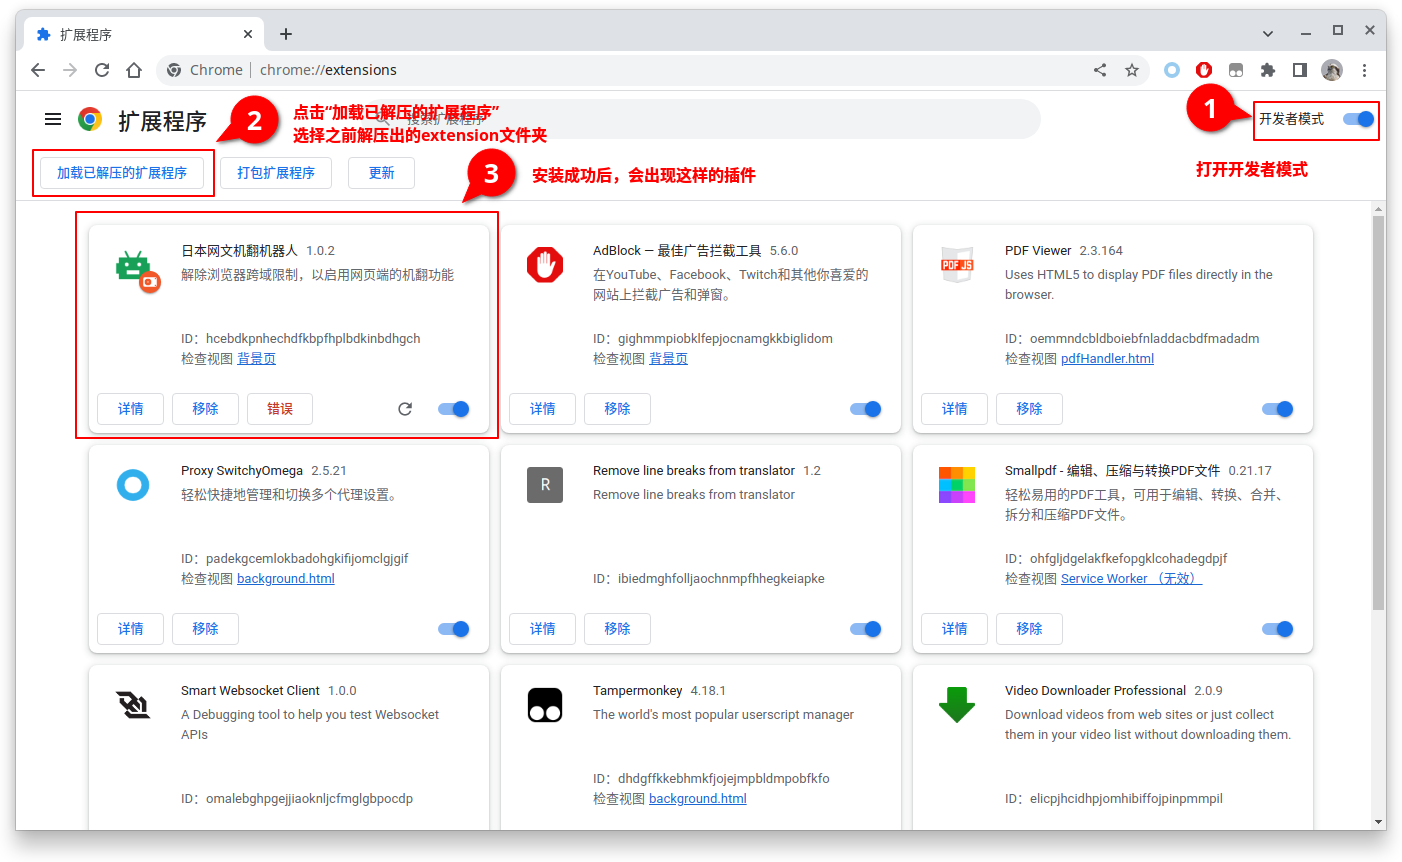 扩展程序
Chrome
chrome://extensions
扩展程序
2
点击“加载已解压的扩展程序”
搜索扩展程序
选择之前解压出的extension文件夹
1
开发者模式
打开开发者模式
加载已解压的扩展程序
打包扩展程序
更新
3
安装成功后，会出现这样的插件
日本网文机翻机器人 1.0.2
解除浏览器跨域限制，以启用网页端的机翻功能
ID：hcebdkpnhechdfkbpfhplbdkinbdhgch
检查视图 背景页
详情
移除
错误
AdBlock — 最佳广告拦截工具 5.6.0
在YouTube、Facebook、Twitch和其他你喜爱的
网站上拦截广告和弹窗。
ID：gighmmpiobklfepjocnamgkkbiglidom
检查视图 背景页
详情
移除
PDF JS
PDF Viewer 2.3.164
Uses HTML5 to display PDF files directly in the
browser.
ID：oemmndcbldboiebfnladdacbdfmadadm
检查视图 pdfHandler.html
详情
移除
Proxy SwitchyOmega 2.5.21
轻松快捷地管理和切换多个代理设置。
ID：padekgcemlokbadohgkifijomclgjgif
检查视图 background.html
详情
移除
R
Remove line breaks from translator 1.2
Remove line breaks from translator
ID：ibiedmghfolljaochnmpfhhegkeiapke
详情
移除
Smallpdf - 编辑、压缩与转换PDF文件 0.21.17
轻松易用的PDF工具，可用于编辑、转换、合并、
拆分和压缩PDF文件。
ID：ohfgljdgelakfkefopgklcohadegdpjf
检查视图 Service Worker （无效）
详情
移除
Smart Websocket Client 1.0.0
A Debugging tool to help you test Websocket
APIs
ID：omalebghpgejjiaoknljcfmglgbpocdp
Tampermonkey 4.18.1
The world's most popular userscript manager
ID：dhdgffkkebhmkfjojejmpbldmpobfkfo
检查视图 background.html
Video Downloader Professional 2.0.9
Download videos from web sites or just collect
them in your video list without downloading them.
ID：elicpjhcidhpjomhibiffojpinpmmpil